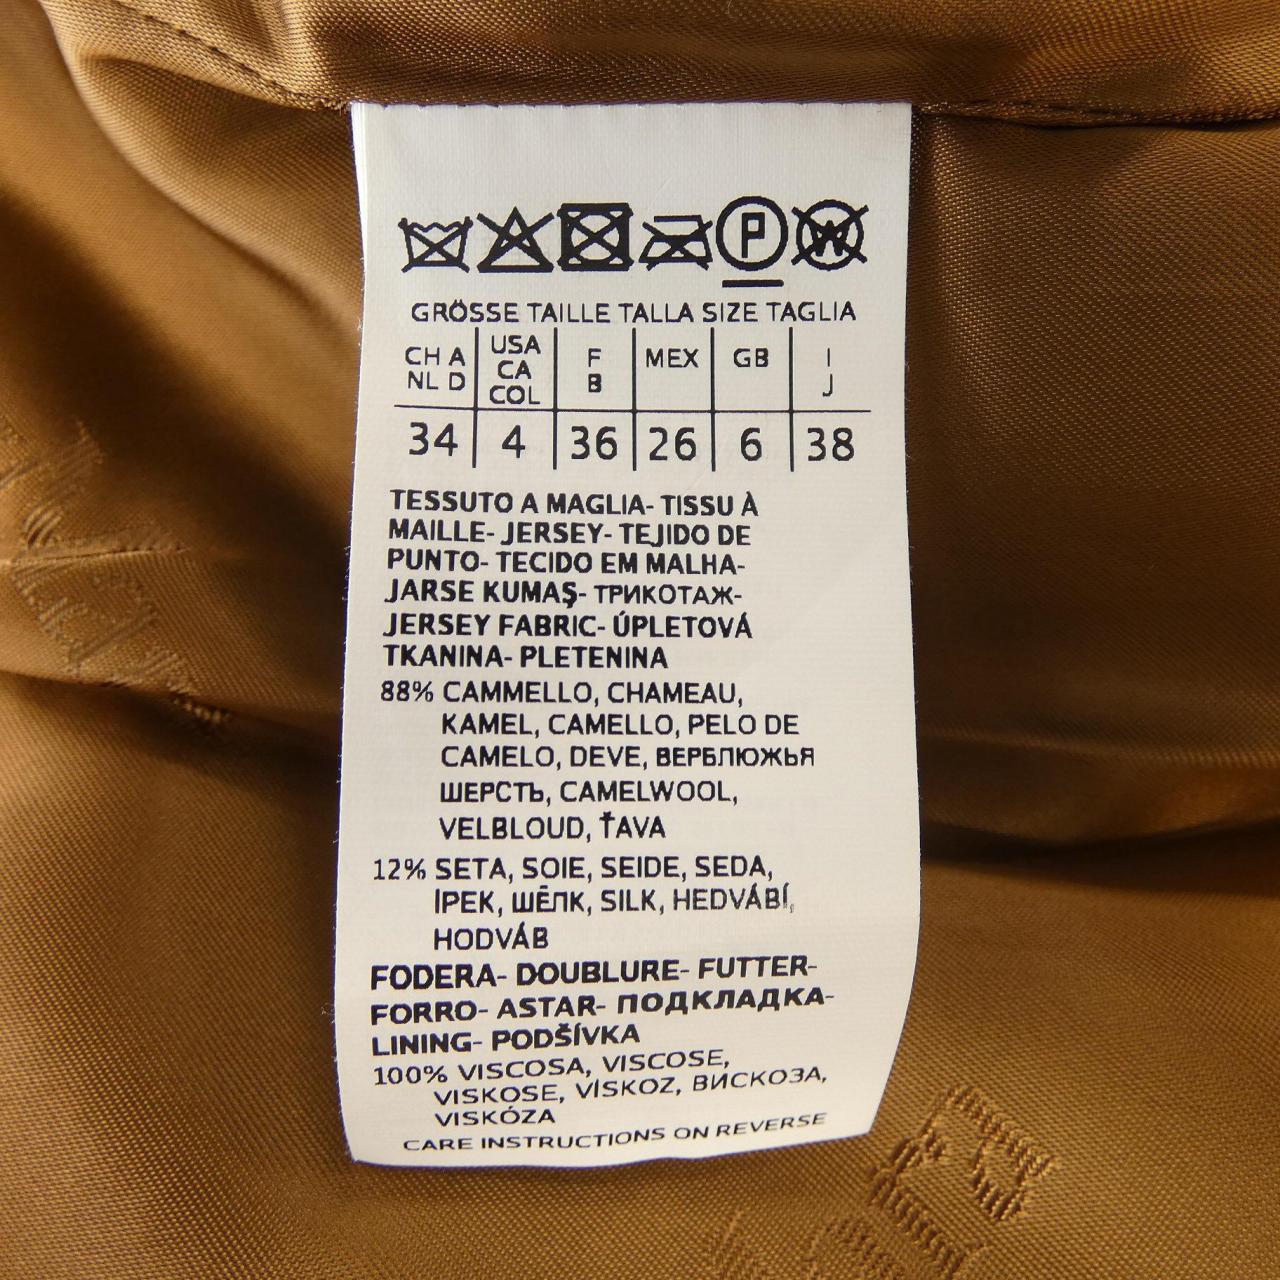 P W
GRÖSSE TAILLE TALLA SIZE TAGLIA
CH A NL D USA CA COL F B MEX GB I J
34 4 36 26 6 38
TESSUTO A MAGLIA- TISSU À
MAILLE- JERSEY- TEJIDO DE
PUNTO- TECIDO EM MALHA-
JARSE KUMAŞ- ТРИКОТАЖ-
JERSEY FABRIC- ÚPLETOVÁ
TKANINA- PLETENINA
88% CAMMELLO, CHAMEAU,
KAMEL, CAMELLO, PELO DE
CAMELO, DEVE, ВЕРБЛЮЖЬЯ
ШЕРСТЬ, CAMELWOOL,
VELBLOUD, ŤAVA
12% SETA, SOIE, SEIDE, SEDA,
İPEK, ШЁЛК, SILK, HEDVÁBÍ,
HODVÁB
FODERA- DOUBLURE- FUTTER-
FORRO- ASTAR- ПОДКЛАДКА-
LINING- PODŠÍVKA
100% VISCOSA, VISCOSE,
VISKOSE, VİSKOZ, ВИСКОЗА,
VISKÓZA
CARE INSTRUCTIONS ON REVERSE